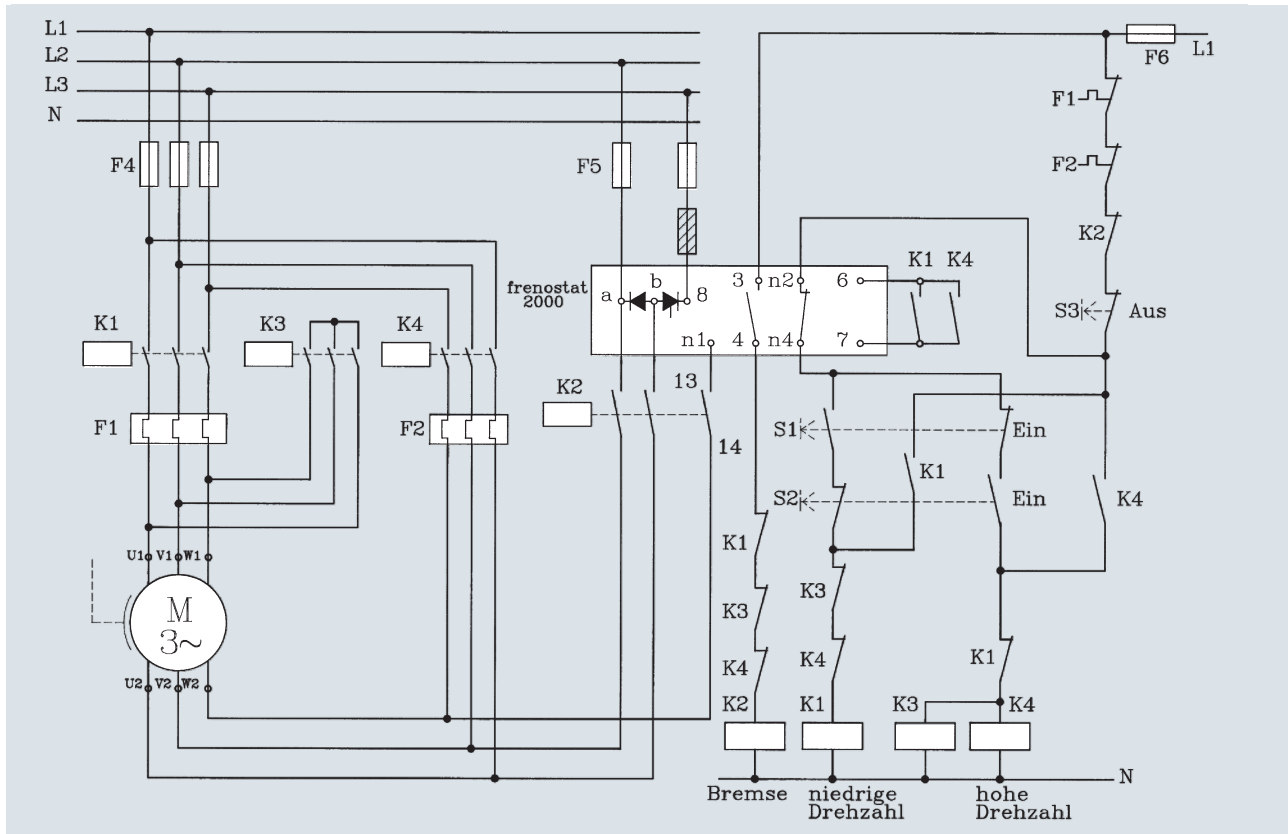 L1
L2
L3
N
F6
L1
F1
F2
K2
S3 Aus
F4
F5
frenostat
2000
a b 8
3 n2 6
n1 4 n4 7
K1 K4
K1
K3
K4
K2
13
14
F1
F2
S1 Ein
S2 Ein
K1
K4
U1 V1 W1
M
3~
U2 V2 W2
K1
K3
K4
K2
K3
K4
K1
K1
K3 K4
N
Bremse
niedrige
Drehzahl
hohe
Drehzahl